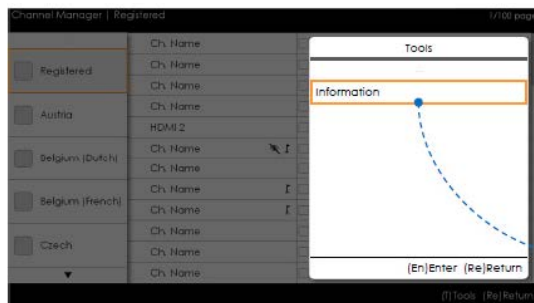 Channel Manager | Registered
1/100 page
Registered
Austria
Belgium (Dutch)
Belgium (French)
Czech
Ch. Name
Ch. Name
Ch. Name
Ch. Name
HDMI 2
Ch. Name
Ch. Name
Ch. Name
Ch. Name
Ch. Name
Ch. Name
Ch. Name
Tools
Information
(En)Enter (Re)Return
(T)Tools (Re)Return